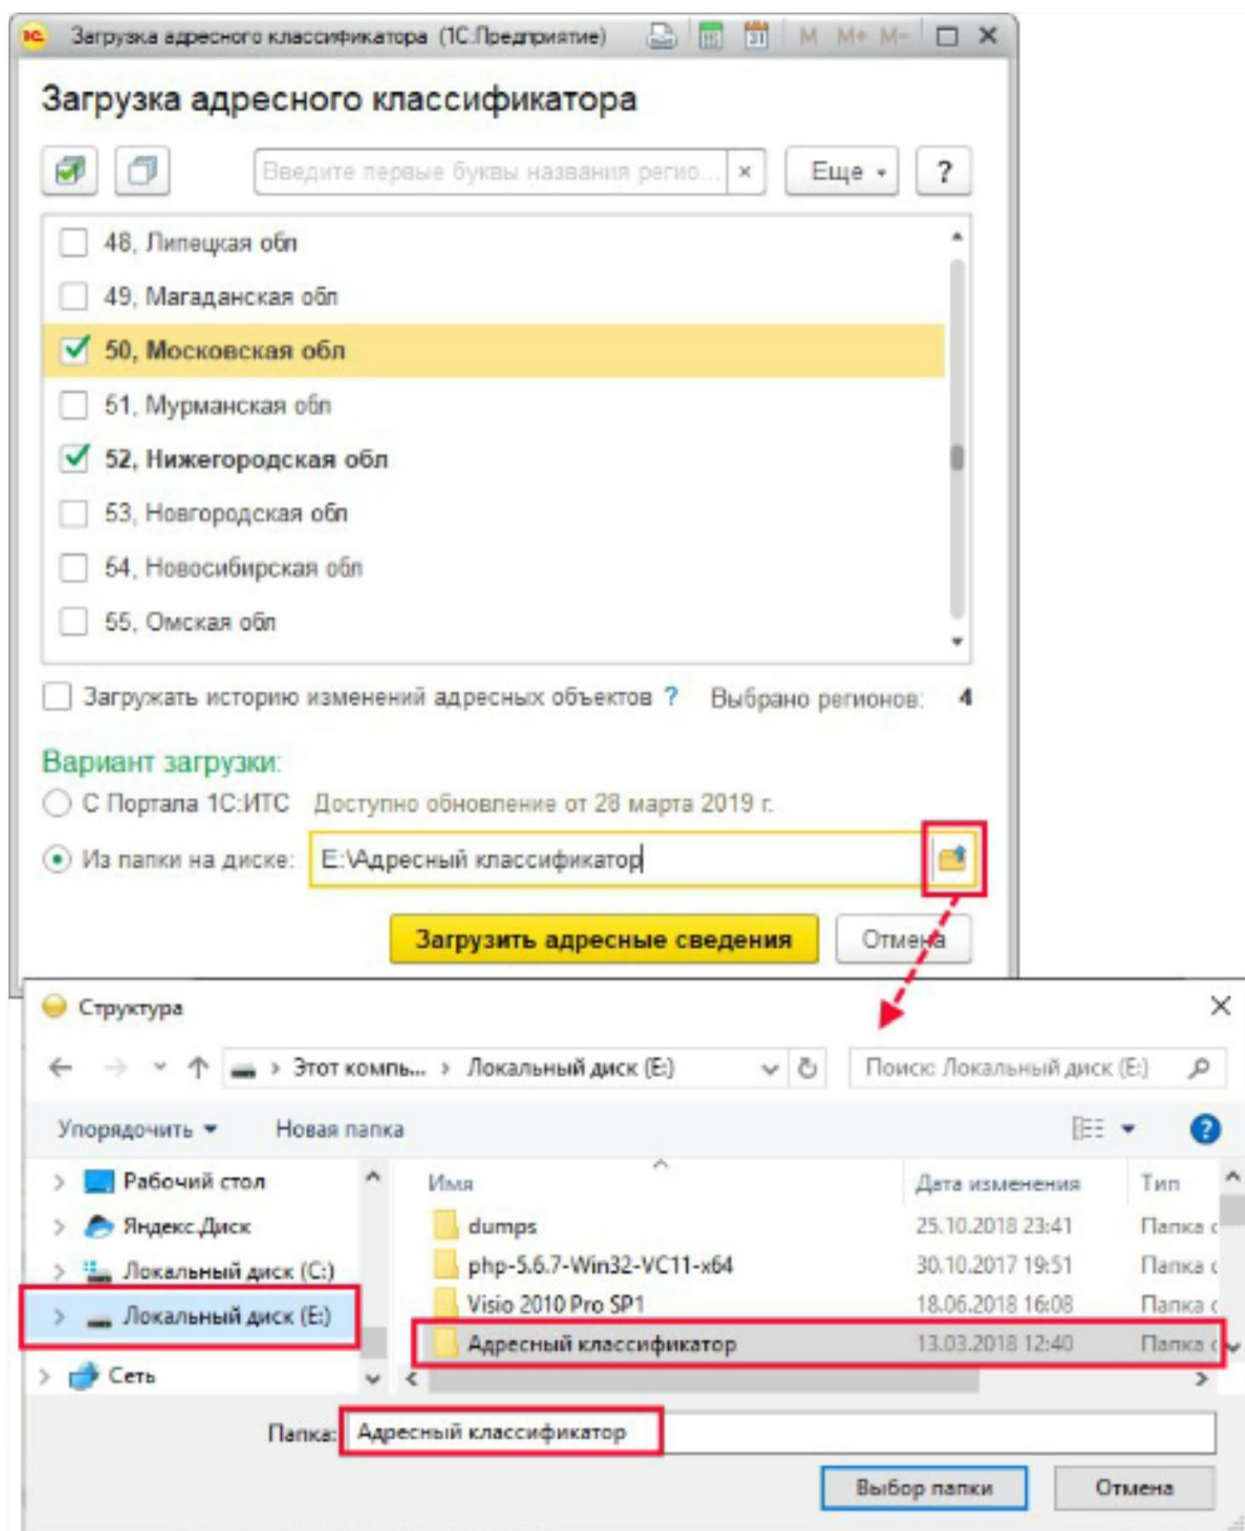 1С Загрузка адресного классификатора (1С:Предприятие) 31 M M+ M-
Загрузка адресного классификатора
Введите первые буквы названия регио... × Еще ?
48, Липецкая обл
49, Магаданская обл
50, Московская обл
51, Мурманская обл
52, Нижегородская обл
53, Новгородская обл
54, Новосибирская обл
55, Омская обл
Загружать историю изменений адресных объектов ? Выбрано регионов: 4
Вариант загрузки:
С Портала 1С:ИТС Доступно обновление от 28 марта 2019 г.
Из папки на диске: E:\Адресный классификатор
Загрузить адресные сведения Отмена
Структура
Этот компь... › Локальный диск (E:) Поиск: Локальный диск (E:)
Упорядочить Новая папка ?
Рабочий стол Имя Дата изменения Тип
Яндекс.Диск dumps 25.10.2018 23:41 Папка с
Локальный диск (C:) php-5.6.7-Win32-VC11-x64 30.10.2017 19:51 Папка с
Локальный диск (E:) Visio 2010 Pro SP1 18.06.2018 16:08 Папка с
Адресный классификатор 13.03.2018 12:40 Папка с
Сеть
Папка: Адресный классификатор
Выбор папки Отмена